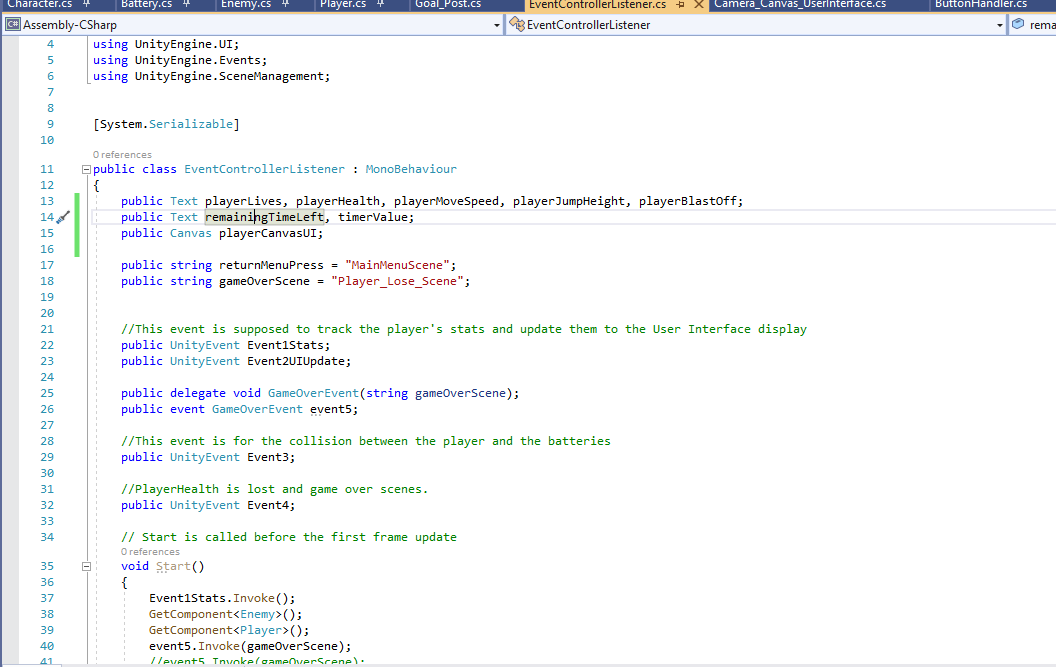 Character.cs Battery.cs Enemy.cs Player.cs Goal_Post.cs EventControllerListener.cs Camera_Canvas_UserInterface.cs ButtonHandler.cs
C# Assembly-CSharp EventControllerListener rema
4 using UnityEngine.UI;
5 using UnityEngine.Events;
6 using UnityEngine.SceneManagement;
7
8
9 [System.Serializable]
10
0 references
11 public class EventControllerListener : MonoBehaviour
12 {
13 public Text playerLives, playerHealth, playerMoveSpeed, playerJumpHeight, playerBlastOff;
14 public Text remainingTimeLeft, timerValue;
15 public Canvas playerCanvasUI;
16
17 public string returnMenuPress = "MainMenuScene";
18 public string gameOverScene = "Player_Lose_Scene";
19
20
21 //This event is supposed to track the player's stats and update them to the User Interface display
22 public UnityEvent Event1Stats;
23 public UnityEvent Event2UIUpdate;
24
25 public delegate void GameOverEvent(string gameOverScene);
26 public event GameOverEvent event5;
27
28 //This event is for the collision between the player and the batteries
29 public UnityEvent Event3;
30
31 //PlayerHealth is lost and game over scenes.
32 public UnityEvent Event4;
33
34 // Start is called before the first frame update
0 references
35 void Start()
36 {
37 Event1Stats.Invoke();
38 GetComponent<Enemy>();
39 GetComponent<Player>();
40 event5.Invoke(gameOverScene);
41 //event5.Invoke(gameOverScene);